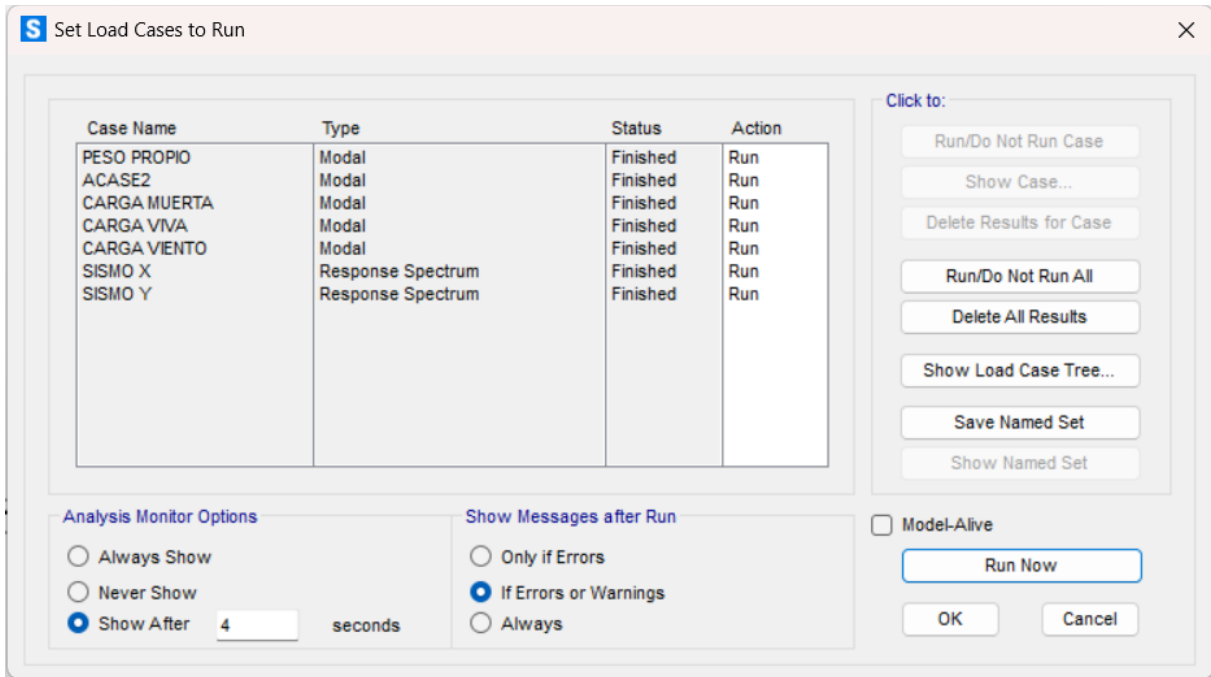 S Set Load Cases to Run
Click to:
Case Name Type Status Action
PESO PROPIO Modal Finished Run
ACASE2 Modal Finished Run
CARGA MUERTA Modal Finished Run
CARGA VIVA Modal Finished Run
CARGA VIENTO Modal Finished Run
SISMO X Response Spectrum Finished Run
SISMO Y Response Spectrum Finished Run
Run/Do Not Run Case
Show Case...
Delete Results for Case
Run/Do Not Run All
Delete All Results
Show Load Case Tree...
Save Named Set
Show Named Set
Analysis Monitor Options
Always Show
Never Show
Show After 4 seconds
Show Messages after Run
Only if Errors
If Errors or Warnings
Always
Model-Alive
Run Now
OK Cancel